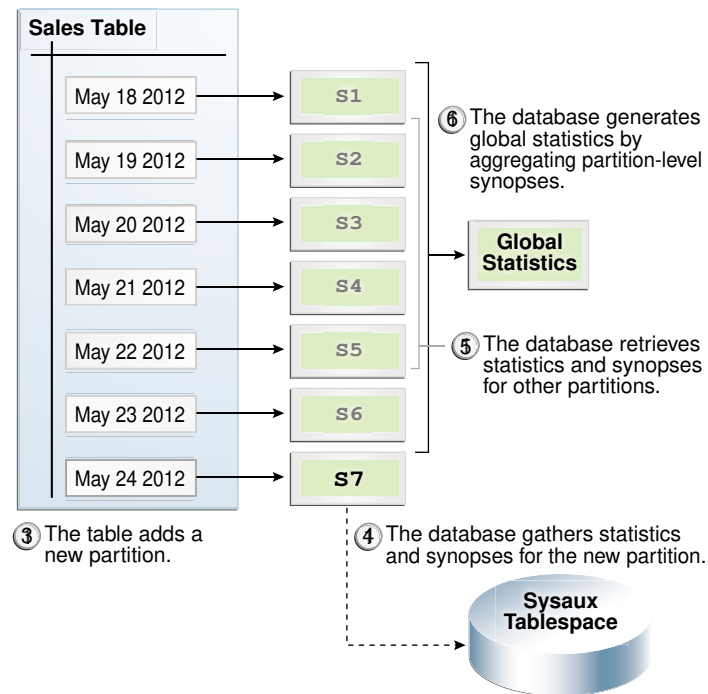 Sales Table
May 18 2012
S1
May 19 2012
S2
May 20 2012
S3
May 21 2012
S4
May 22 2012
S5
May 23 2012
S6
May 24 2012
S7
6 The database generates
global statistics by
aggregating partition-level
synopses.
Global
Statistics
5 The database retrieves
statistics and synopses
for other partitions.
3 The table adds a
new partition.
4 The database gathers statistics
and synopses for the new partition.
Sysaux
Tablespace